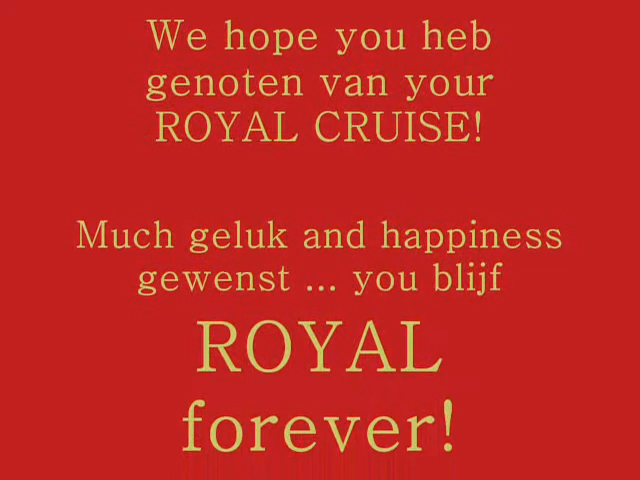 We hope you heb
genoten van your
ROYAL CRUISE!
Much geluk and happiness
gewenst ... you blijf
ROYAL
forever!